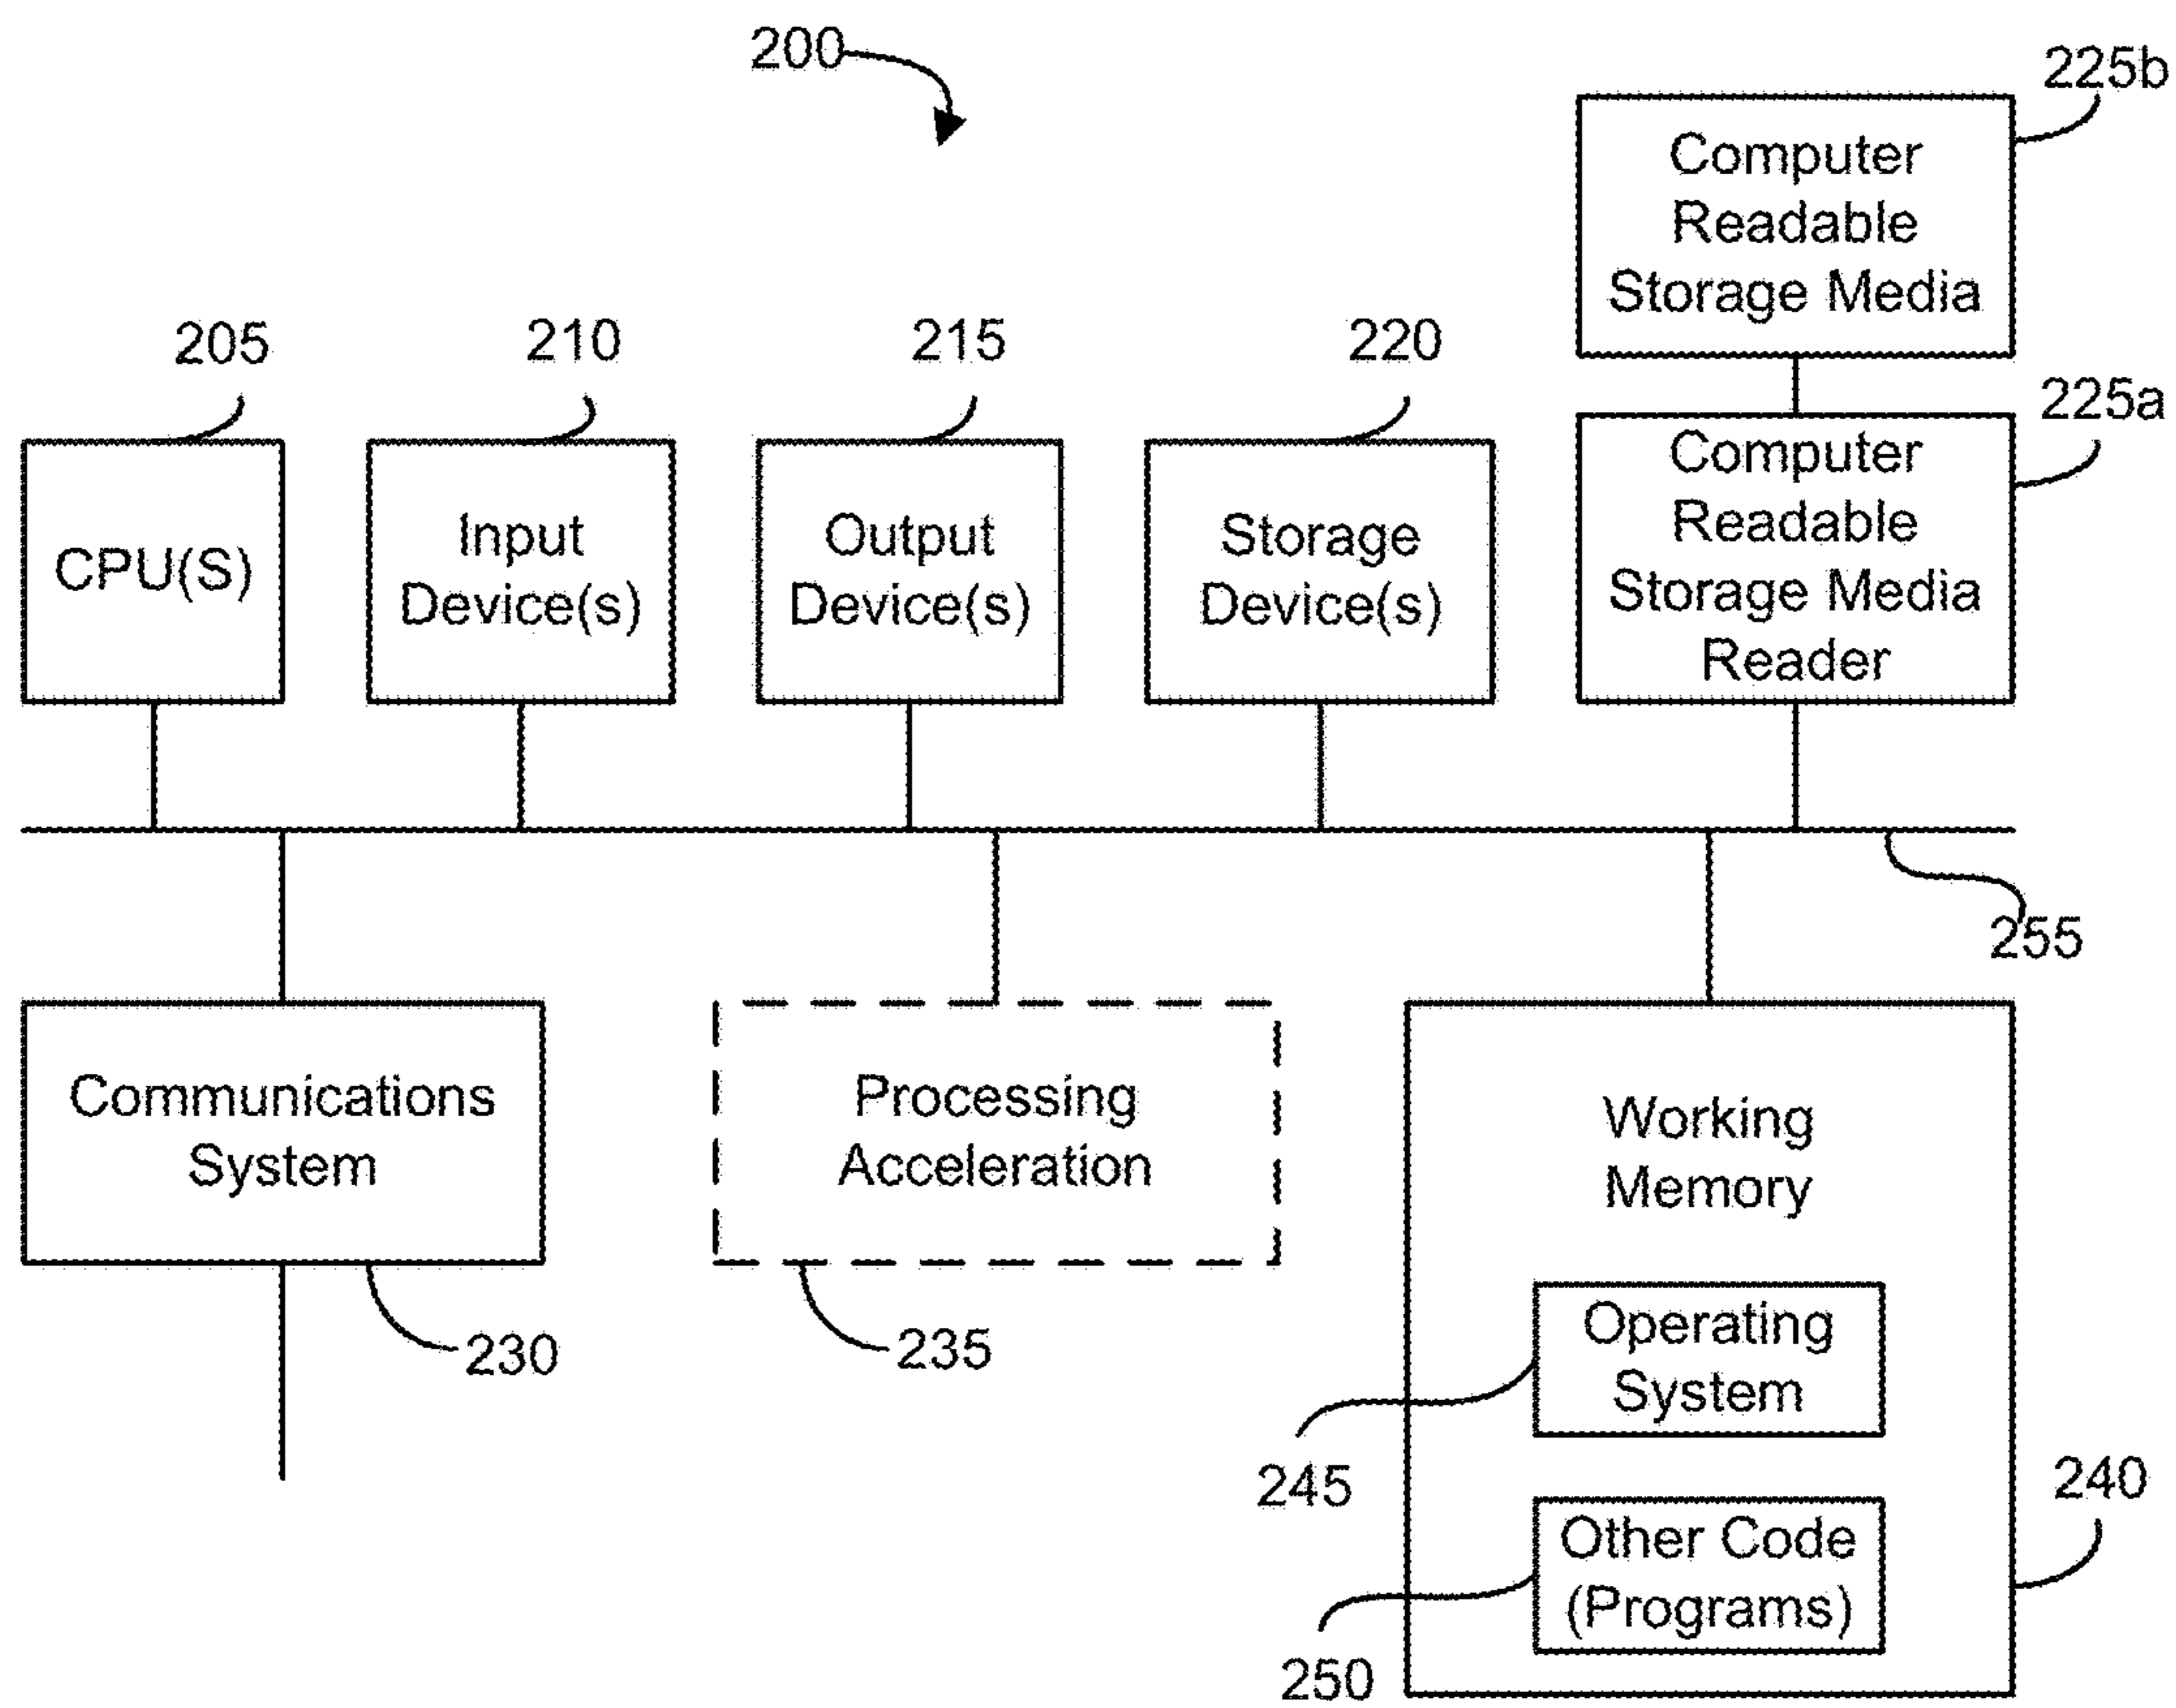 200
225b
Computer
Readable
Storage Media
205
210
215
220
225a
CPU(S)
Input
Device(s)
Output
Device(s)
Storage
Device(s)
Computer
Readable
Storage Media
Reader
255
Communications
System
Processing
Acceleration
Working
Memory
230
235
Operating
System
245
240
Other Code
(Programs)
250